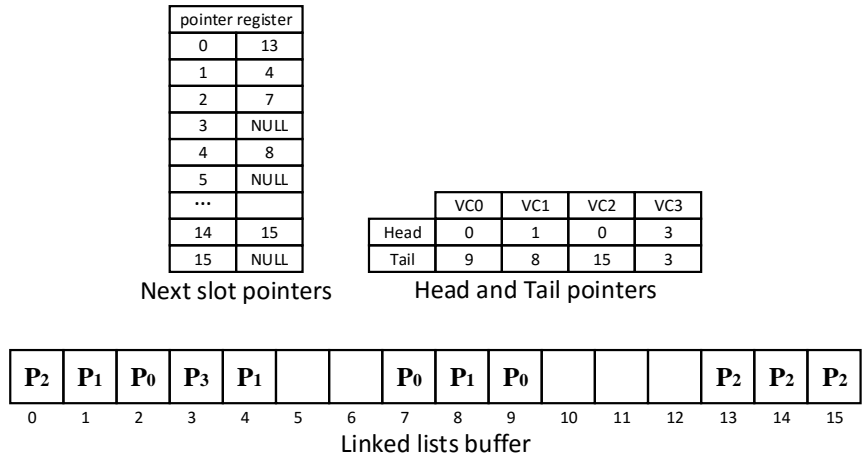 pointer register
0 13
1 4
2 7
3 NULL
4 8
5 NULL
...
14 15
15 NULL
Next slot pointers
VC0 VC1 VC2 VC3
Head 0 1 0 3
Tail 9 8 15 3
Head and Tail pointers
P2 P1 P0 P3 P1 P0 P1 P0 P2 P2 P2
0 1 2 3 4 5 6 7 8 9 10 11 12 13 14 15
Linked lists buffer